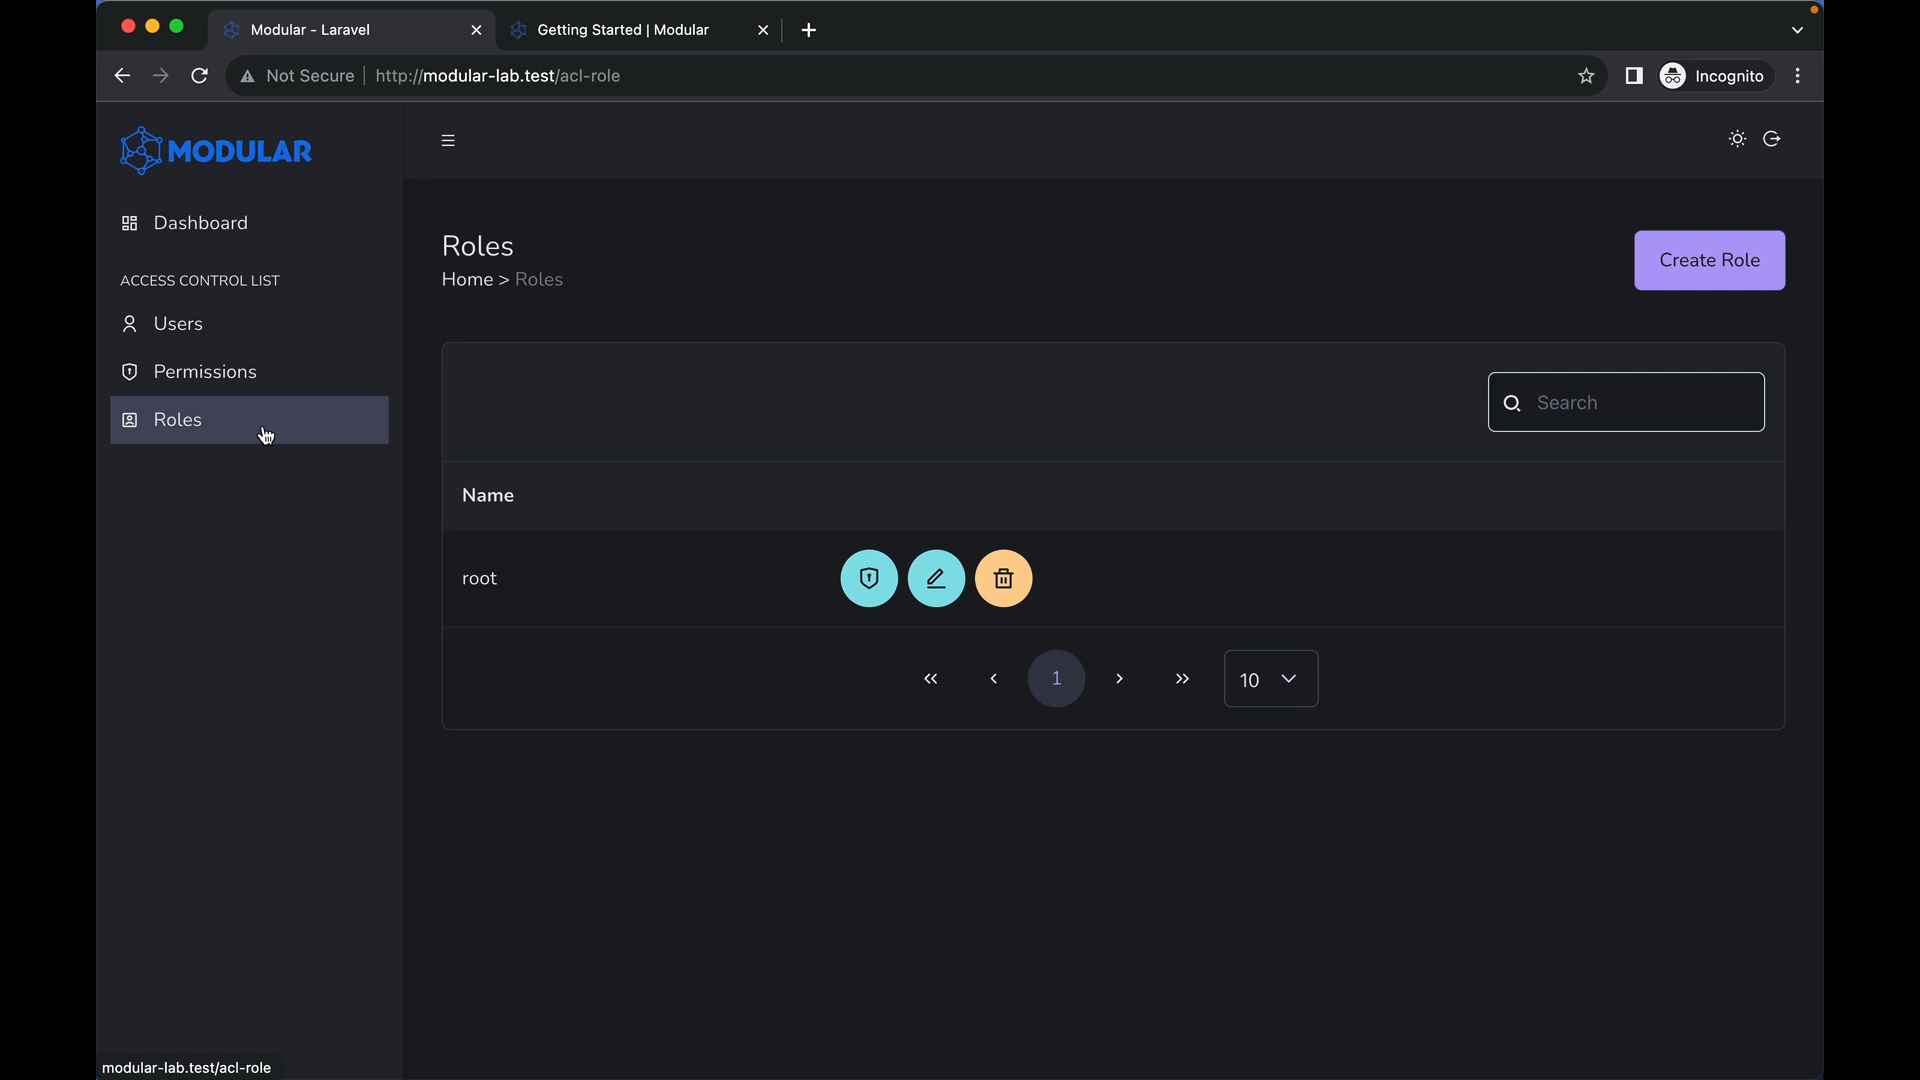 Modular - Laravel
Getting Started | Modular
Not Secure | http://modular-lab.test/acl-role
Incognito
MODULAR
Dashboard
ACCESS CONTROL LIST
Users
Permissions
Roles
Roles
Home > Roles
Create Role
Search
Name
root
1
10
modular-lab.test/acl-role